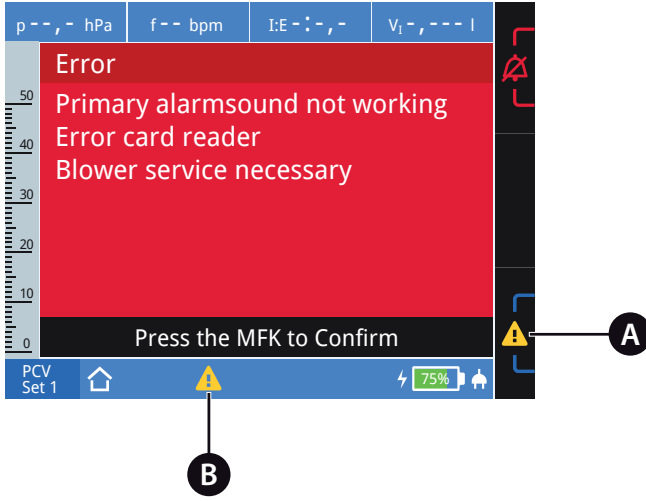 p - - , - hPa f - - bpm I:E - : - , - VI - , - - - l
Error
Primary alarmsound not working
Error card reader
Blower service necessary
50
40
30
20
10
0
Press the MFK to Confirm
A
PCV
Set 1
75%
B